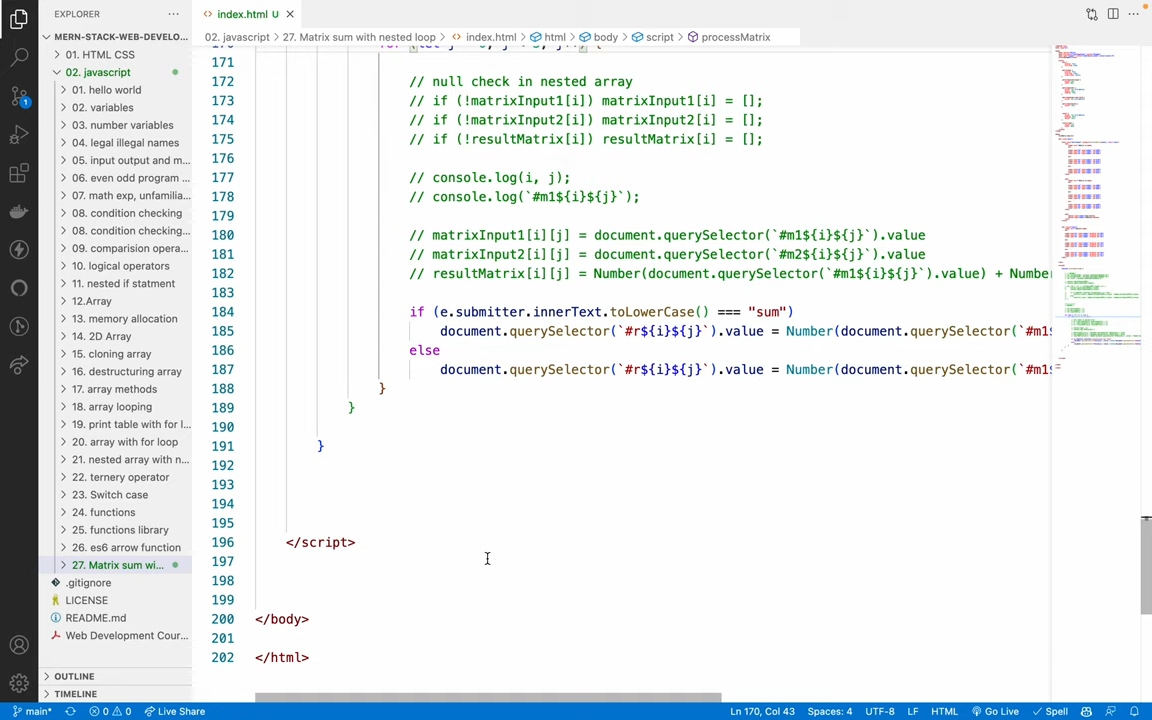 EXPLORER
index.html U
MERN-STACK-WEB-DEVELO...
02. javascript > 27. Matrix sum with nested loop > index.html > html > body > script > processMatrix
01. HTML CSS
02. javascript
01. hello world
02. variables
03. number variables
04. legal illegal names
05. input output and m...
06. even odd program ...
07. math exp, unfamilia...
08. condition checking
08. condition checking...
09. comparision opera...
10. logical operators
11. nested if statment
12.Array
13. memory allocation
14. 2D Array
15. cloning array
16. destructuring array
17. array methods
18. array looping
19. print table with for l...
20. array with for loop
21. nested array with n...
22. ternery operator
23. Switch case
24. functions
25. functions library
26. es6 arrow function
27. Matrix sum wi...
.gitignore
LICENSE
README.md
Web Development Cour...
OUTLINE
TIMELINE
171
172 // null check in nested array
173 // if (!matrixInput1[i]) matrixInput1[i] = [];
174 // if (!matrixInput2[i]) matrixInput2[i] = [];
175 // if (!resultMatrix[i]) resultMatrix[i] = [];
176
177 // console.log(i, j);
178 // console.log(`#m1${i}${j}`);
179
180 // matrixInput1[i][j] = document.querySelector(`#m1${i}${j}`).value
181 // matrixInput2[i][j] = document.querySelector(`#m2${i}${j}`).value
182 // resultMatrix[i][j] = Number(document.querySelector(`#m1${i}${j}`).value) + Numbe
183
184 if (e.submitter.innerText.toLowerCase() === "sum")
185 document.querySelector(`#r${i}${j}`).value = Number(document.querySelector(`#m1$
186 else
187 document.querySelector(`#r${i}${j}`).value = Number(document.querySelector(`#m1$
188 }
189 }
190
191 }
192
193
194
195
196 </script>
197
198
199
200 </body>
201
202 </html>
main* 0 0 Live Share Ln 170, Col 43 Spaces: 4 UTF-8 LF HTML Go Live Spell